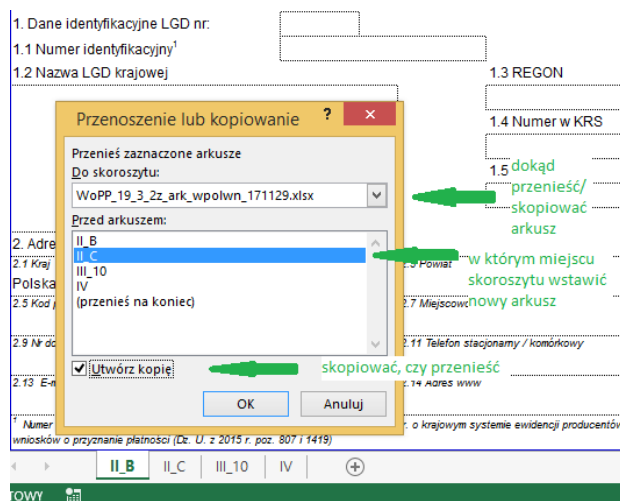 1. Dane identyfikacyjne LGD nr:
1.1 Numer identyfikacyjny¹
1.2 Nazwa LGD krajowej
1.3 REGON
Przenoszenie lub kopiowanie ? ×
1.4 Numer w KRS
Przenieś zaznaczone arkusze
Do skoroszytu:
1.5
WoPP_19_3_2z_ark_wpolwn_171129.xlsx
dokąd
przenieść/
skopiować
arkusz
Przed arkuszem:
2. Adre
II_B
II_C
III_10
IV
(przenieś na koniec)
2.1 Kraj
Powiat
w którym miejscu
skoroszytu wstawić
nowy arkusz
Polska
2.5 Kod
2.7 Miejscowo
2.9 Nr do
2.11 Telefon stacjonarny / komórkowy
Utwórz kopię
skopiować, czy przenieść
2.13 E-m
2.14 Adres www
OK Anuluj
¹ Numer
r. o krajowym systemie ewidencji producentów
wniosków o przyznanie płatności (Dz. U. z 2015 r. poz. 807 i 1419)
II_B II_C III_10 IV
TOWY